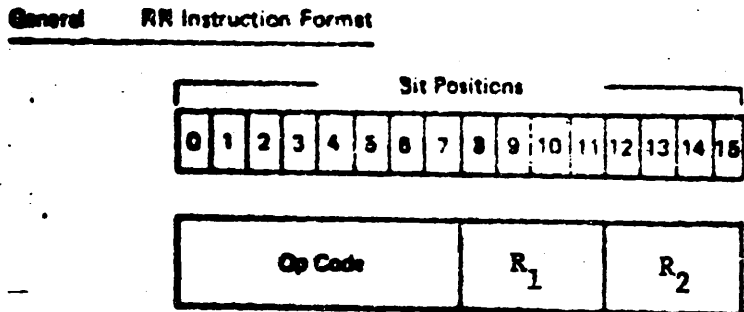 General RR Instruction Format
Bit Positions
0 1 2 3 4 5 6 7 8 9 10 11 12 13 14 15
Op Code R1 R2